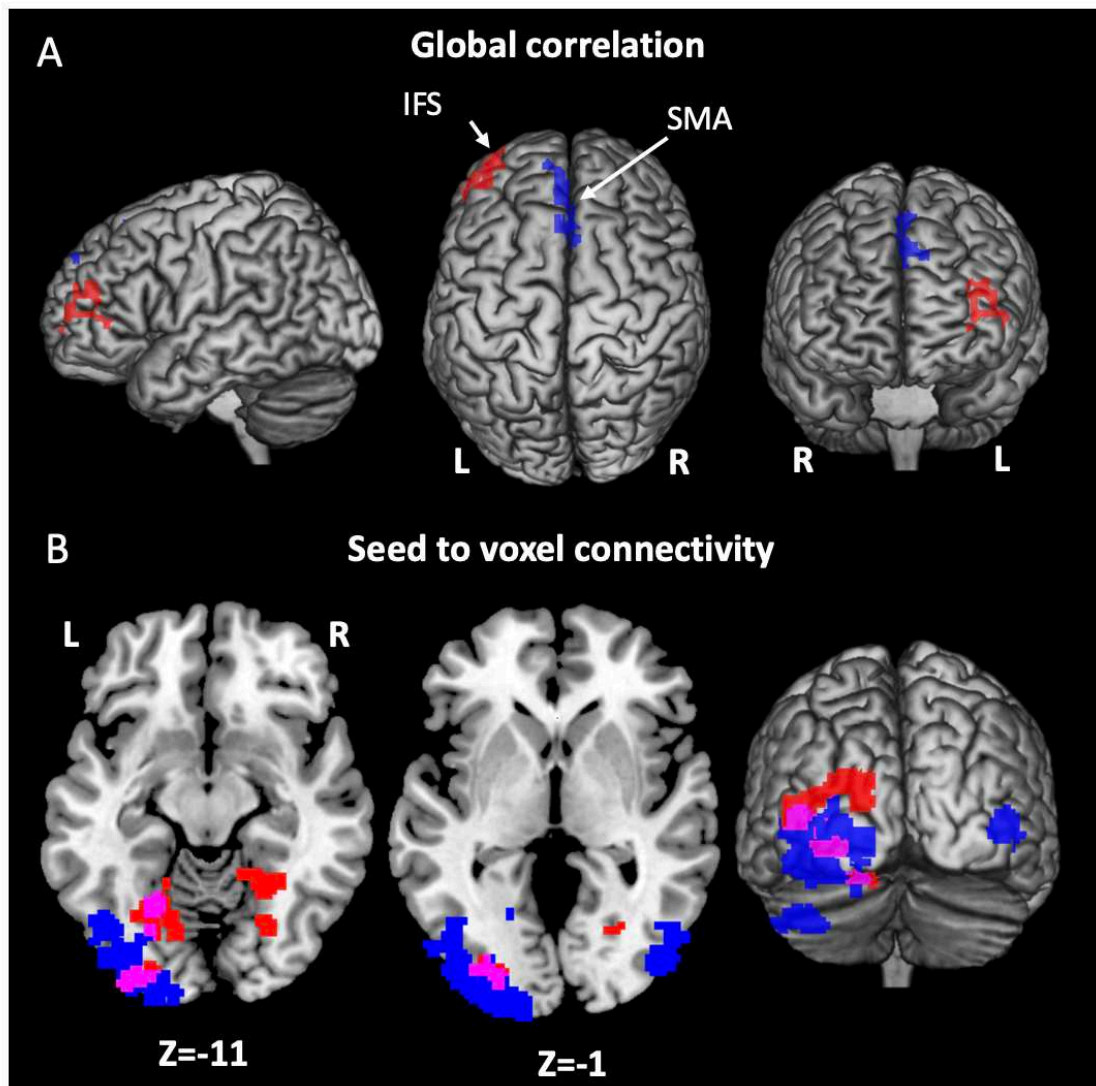 A
Global correlation
IFS
SMA
L
R
R
L
B
Seed to voxel connectivity
L
R
Z=-11
Z=-1